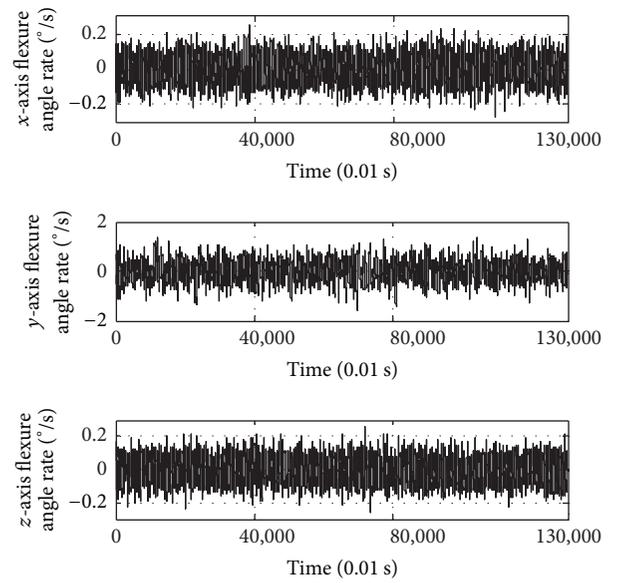 x-axis flexure
angle rate (°/s)
0.2
0
−0.2
0 40,000 80,000 130,000
Time (0.01 s)
y-axis flexure
angle rate (°/s)
2
0
−2
0 40,000 80,000 130,000
Time (0.01 s)
z-axis flexure
angle rate (°/s)
0.2
0
−0.2
0 40,000 80,000 130,000
Time (0.01 s)